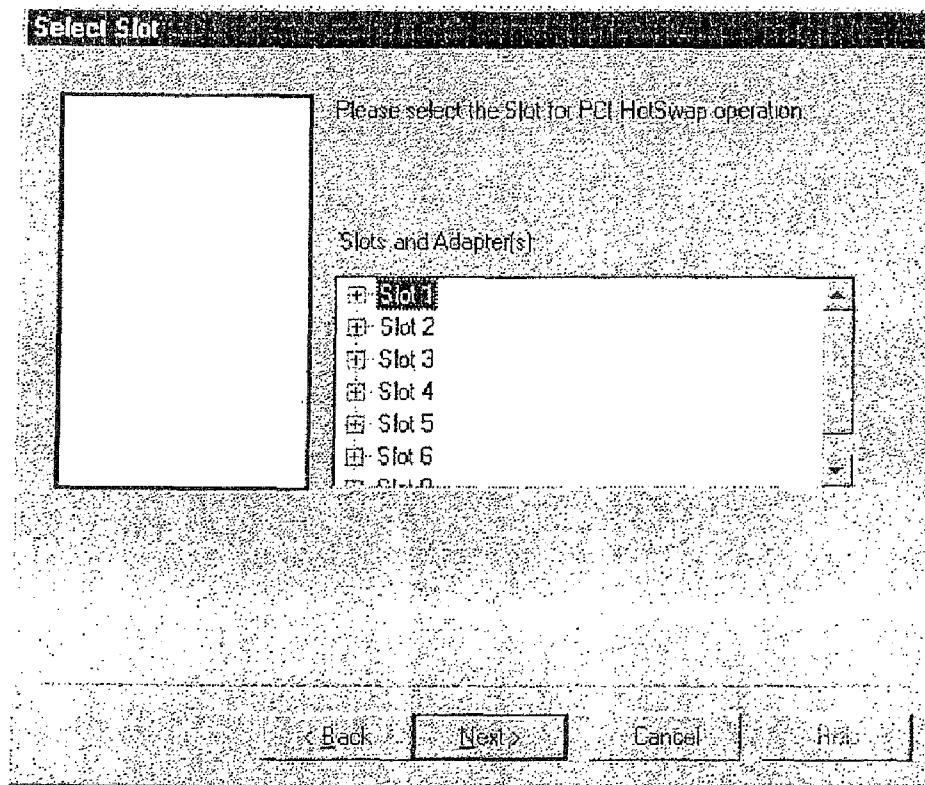 Select Slot
Please select the Slot for PCI HotSwap operation.
Slots and Adapter(s):
Slot 1
Slot 2
Slot 3
Slot 4
Slot 5
Slot 6
< Back
Next >
Cancel
Help